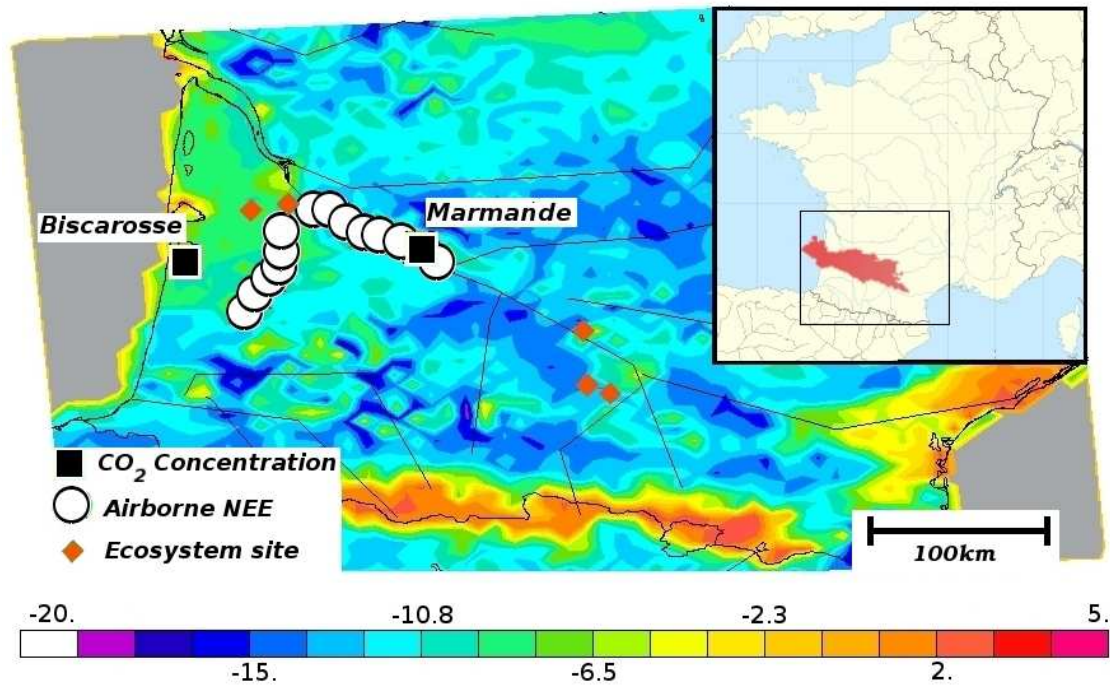 Biscarosse
Marmande
CO2 Concentration
Airborne NEE
Ecosystem site
100km
-20. -10.8 -2.3 5.
-15. -6.5 2.